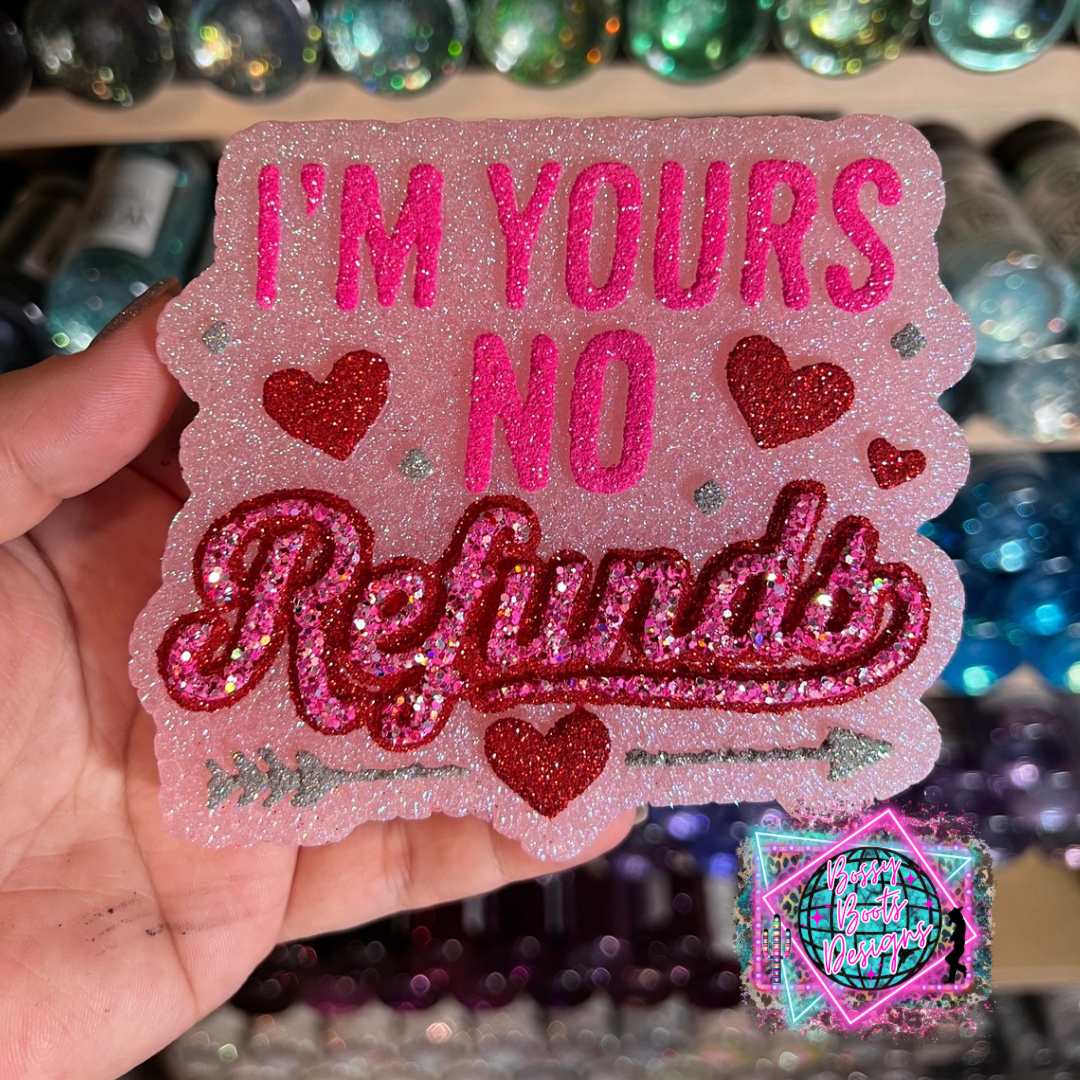 I'M YOURS
NO
Refunds
Bossy
Boots
Designs